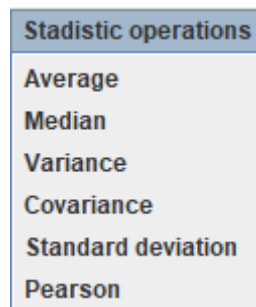 Stadistic operations
Average
Median
Variance
Covariance
Standard deviation
Pearson